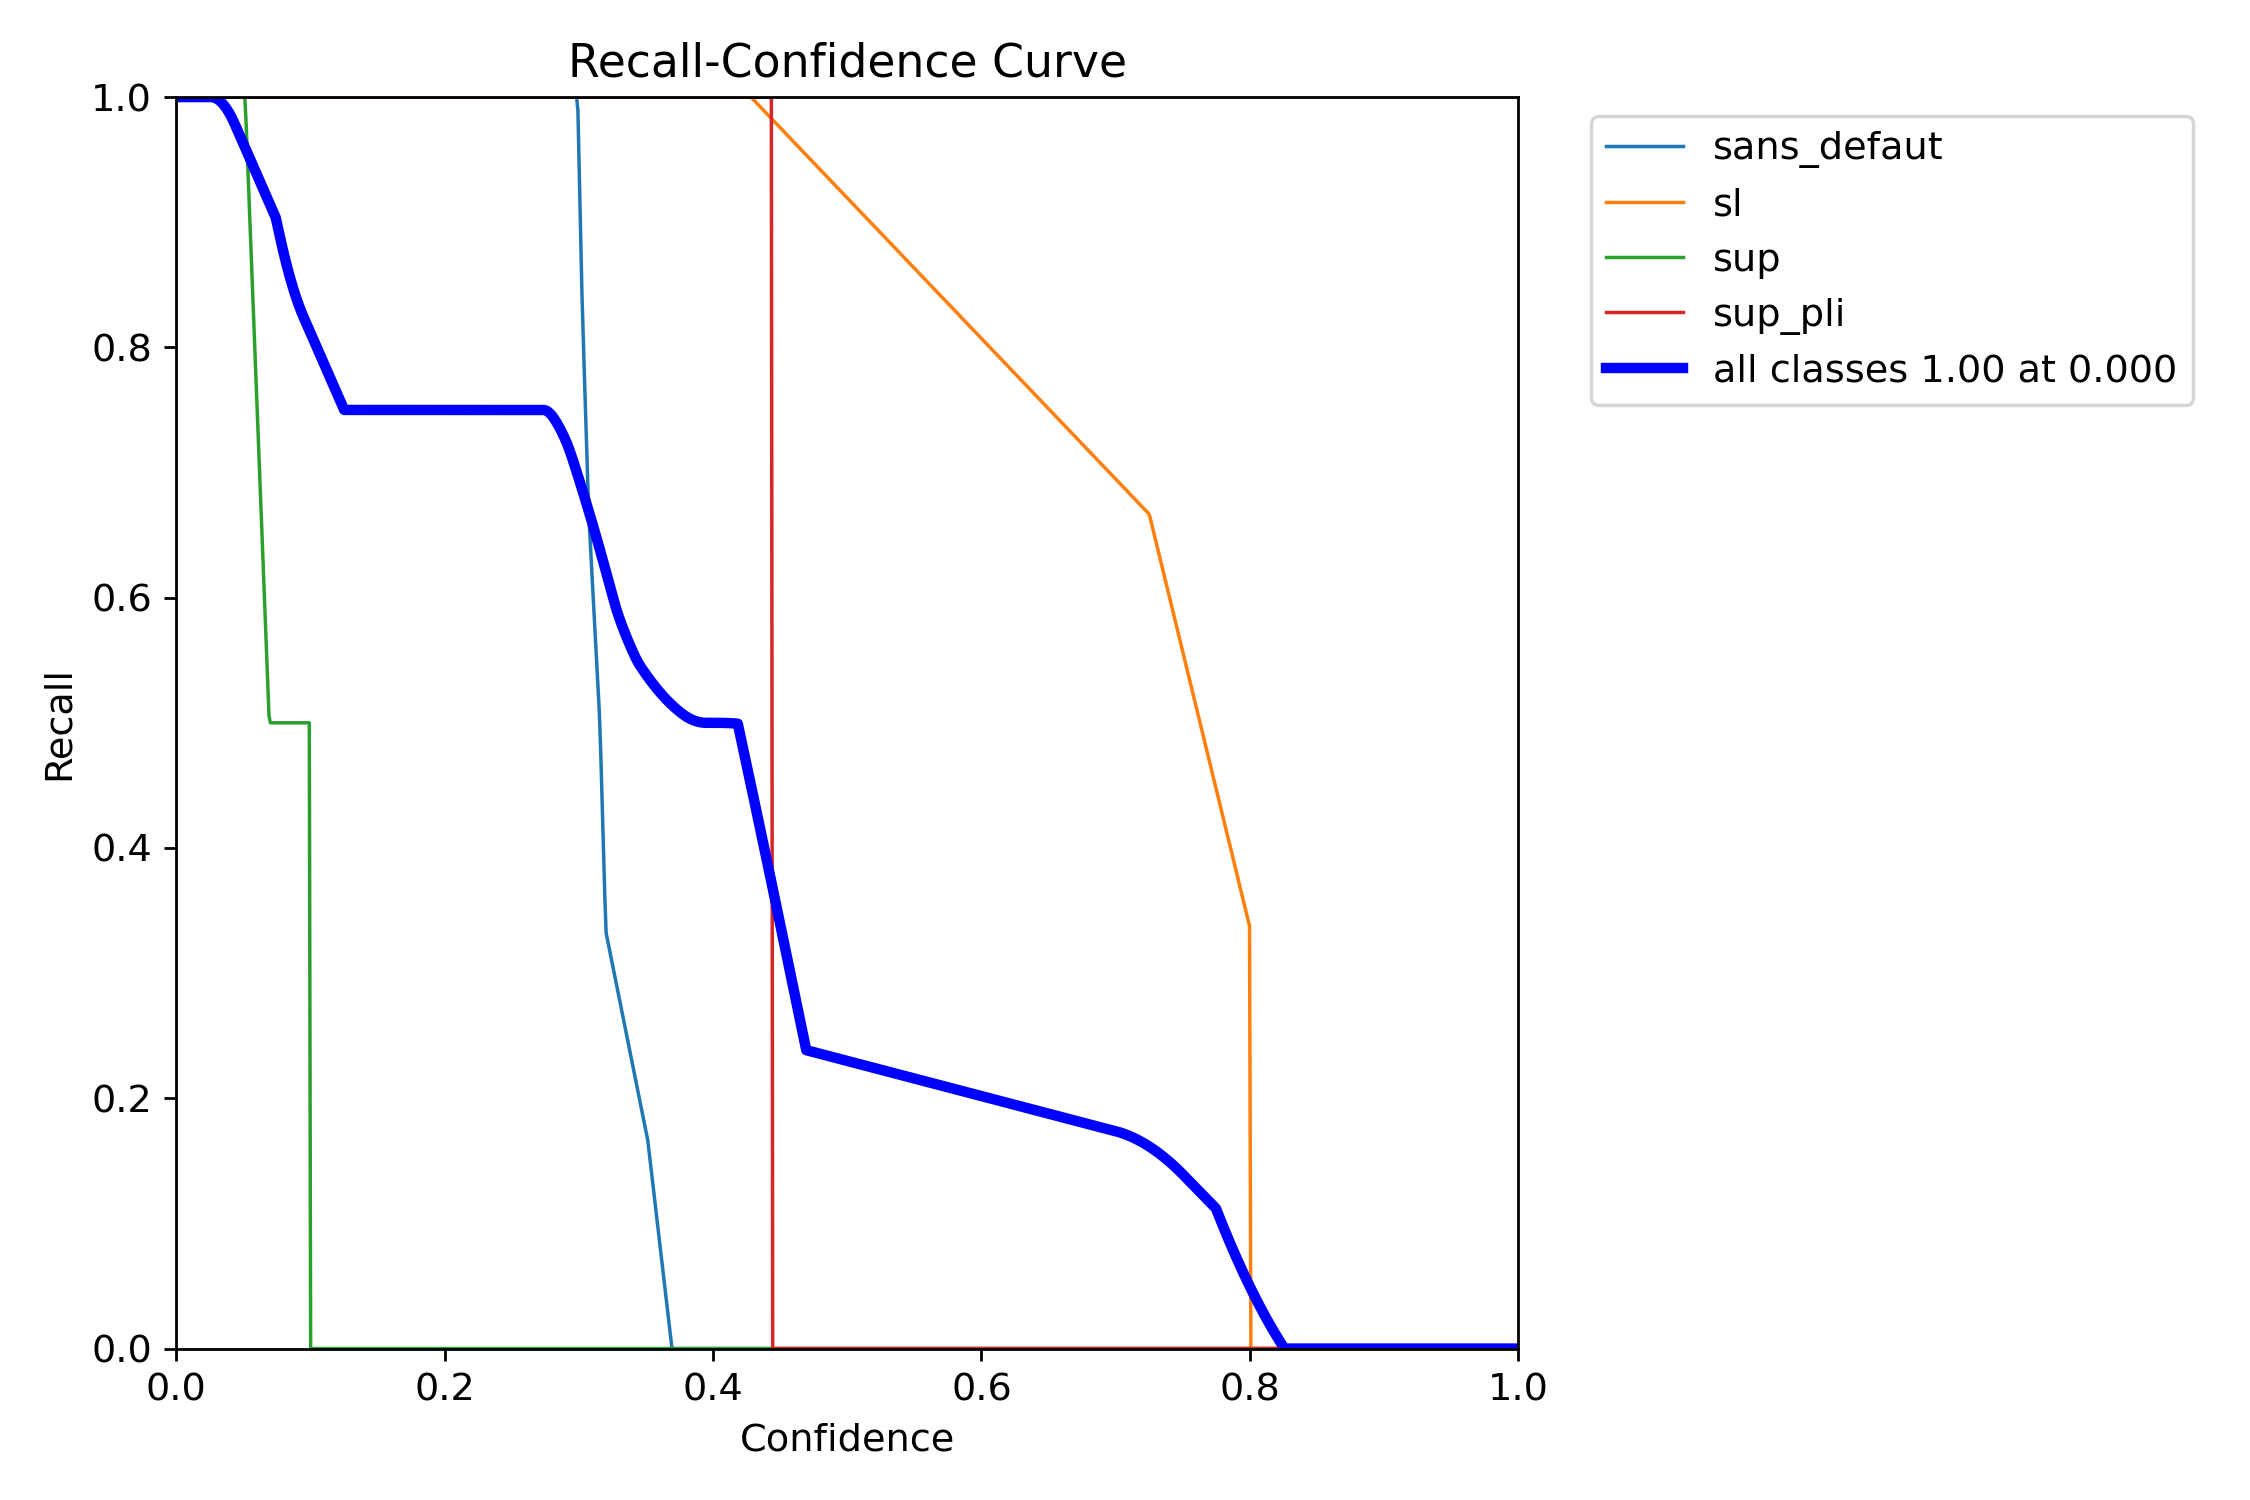 Recall-Confidence Curve
1.0
0.8
0.6
0.4
0.2
0.0
Recall
0.0 0.2 0.4 0.6 0.8 1.0
Confidence
sans_defaut
sl
sup
sup_pli
all classes 1.00 at 0.000